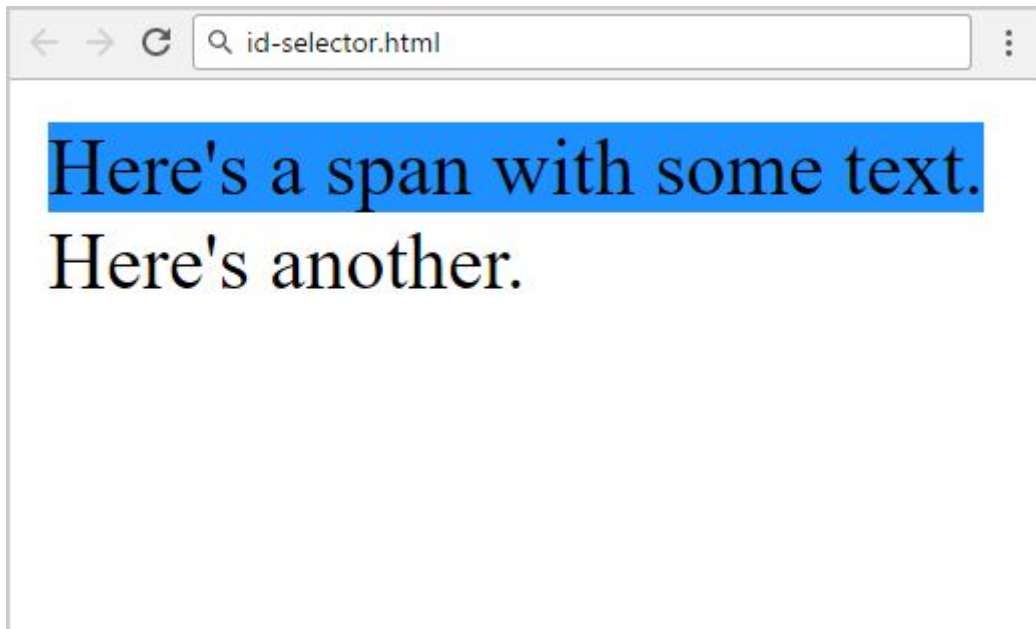 id-selector.html
Here's a span with some text.
Here's another.